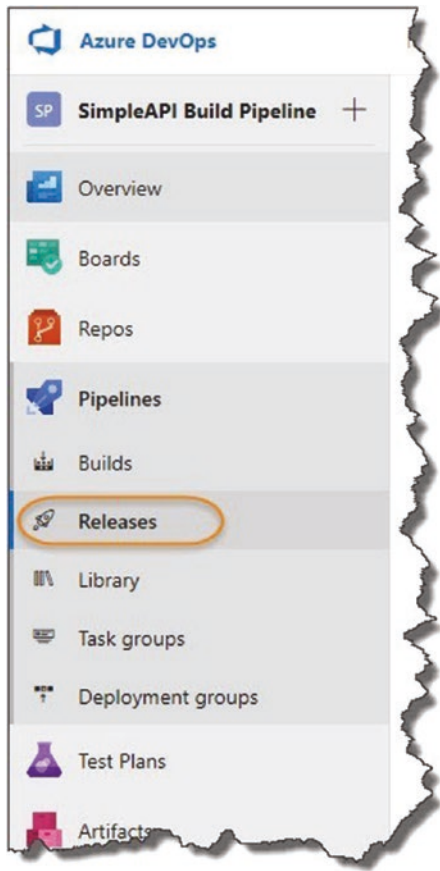 Azure DevOps
SP SimpleAPI Build Pipeline +
Overview
Boards
Repos
Pipelines
Builds
Releases
Library
Task groups
Deployment groups
Test Plans
Artifacts